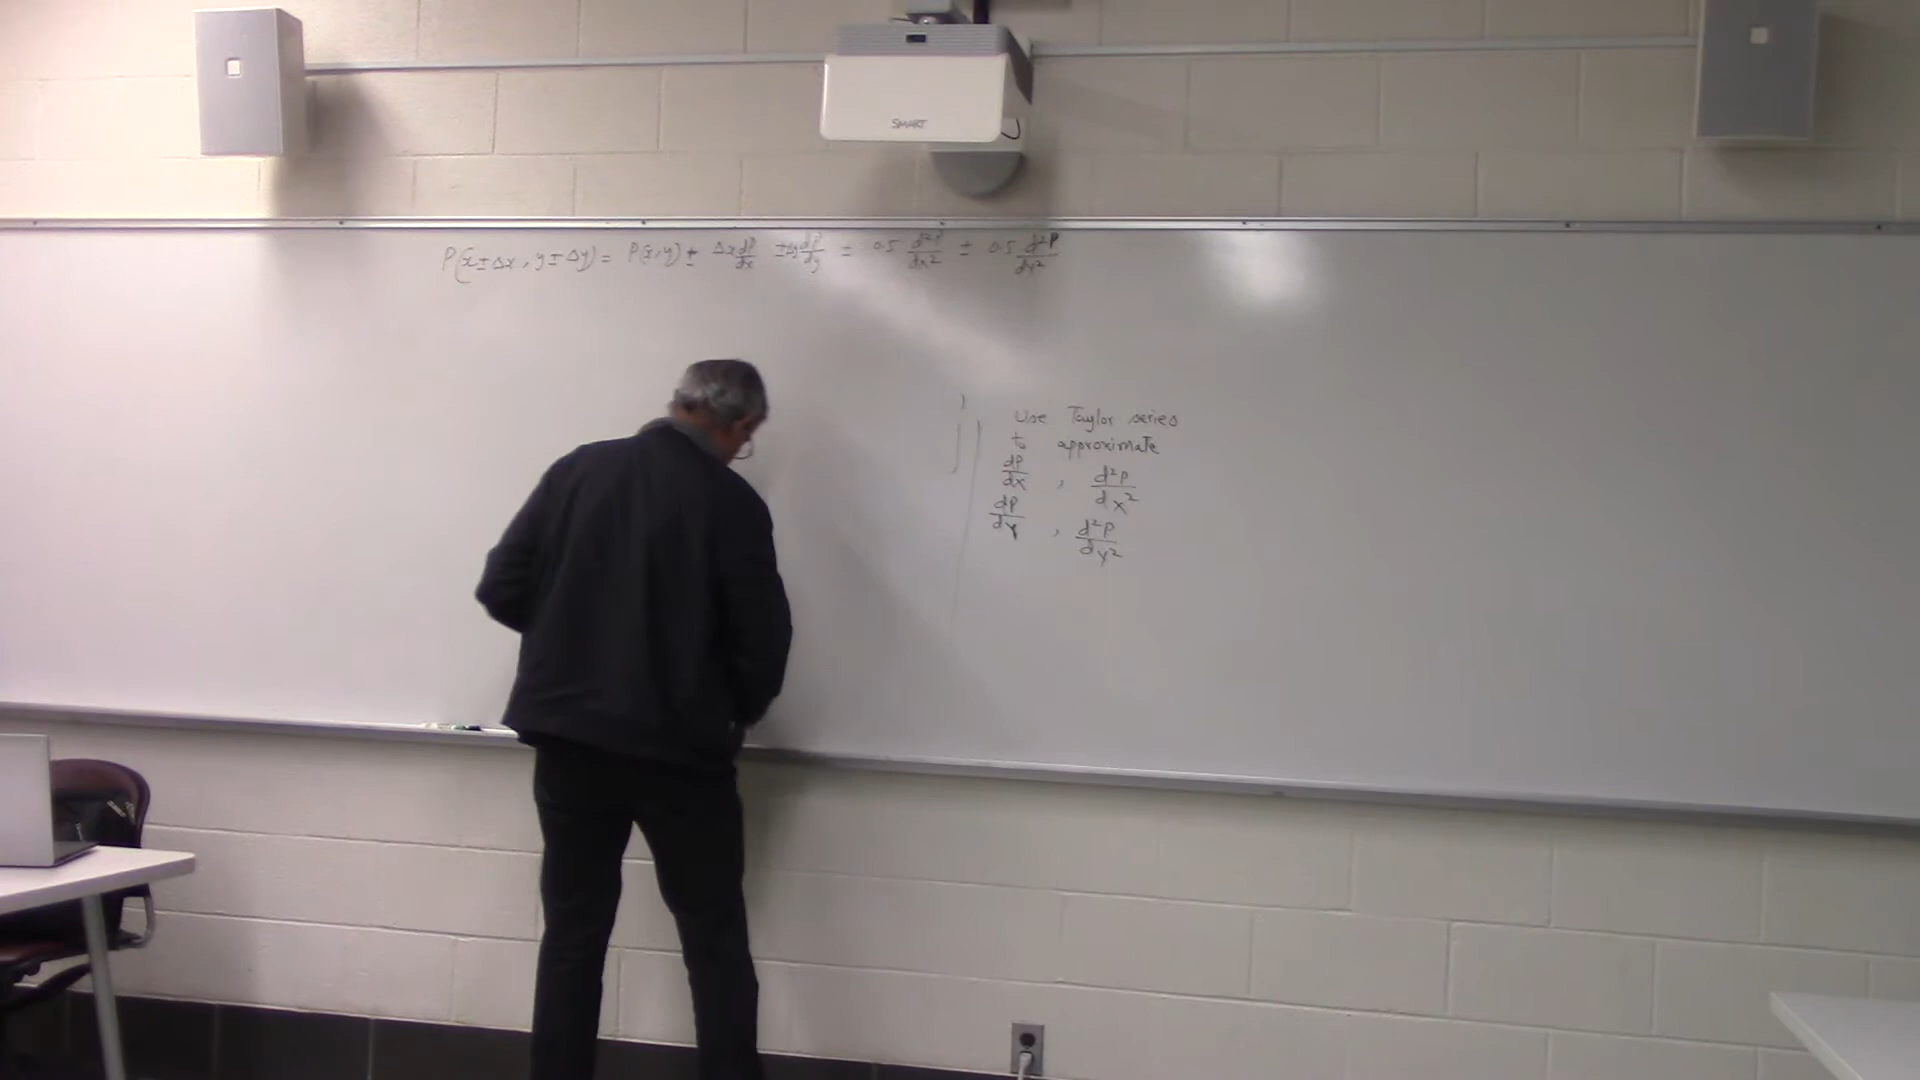 SMART
P(x±Δx, y±Δy) = P(x,y) ± Δx dP/dx ± Δy dP/dy ± 0.5 d²P/dx² ± 0.5 d²P/dy²
Use Taylor series
to approximate
dP/dx , d²P/dx²
dP/dy , d²P/dy²